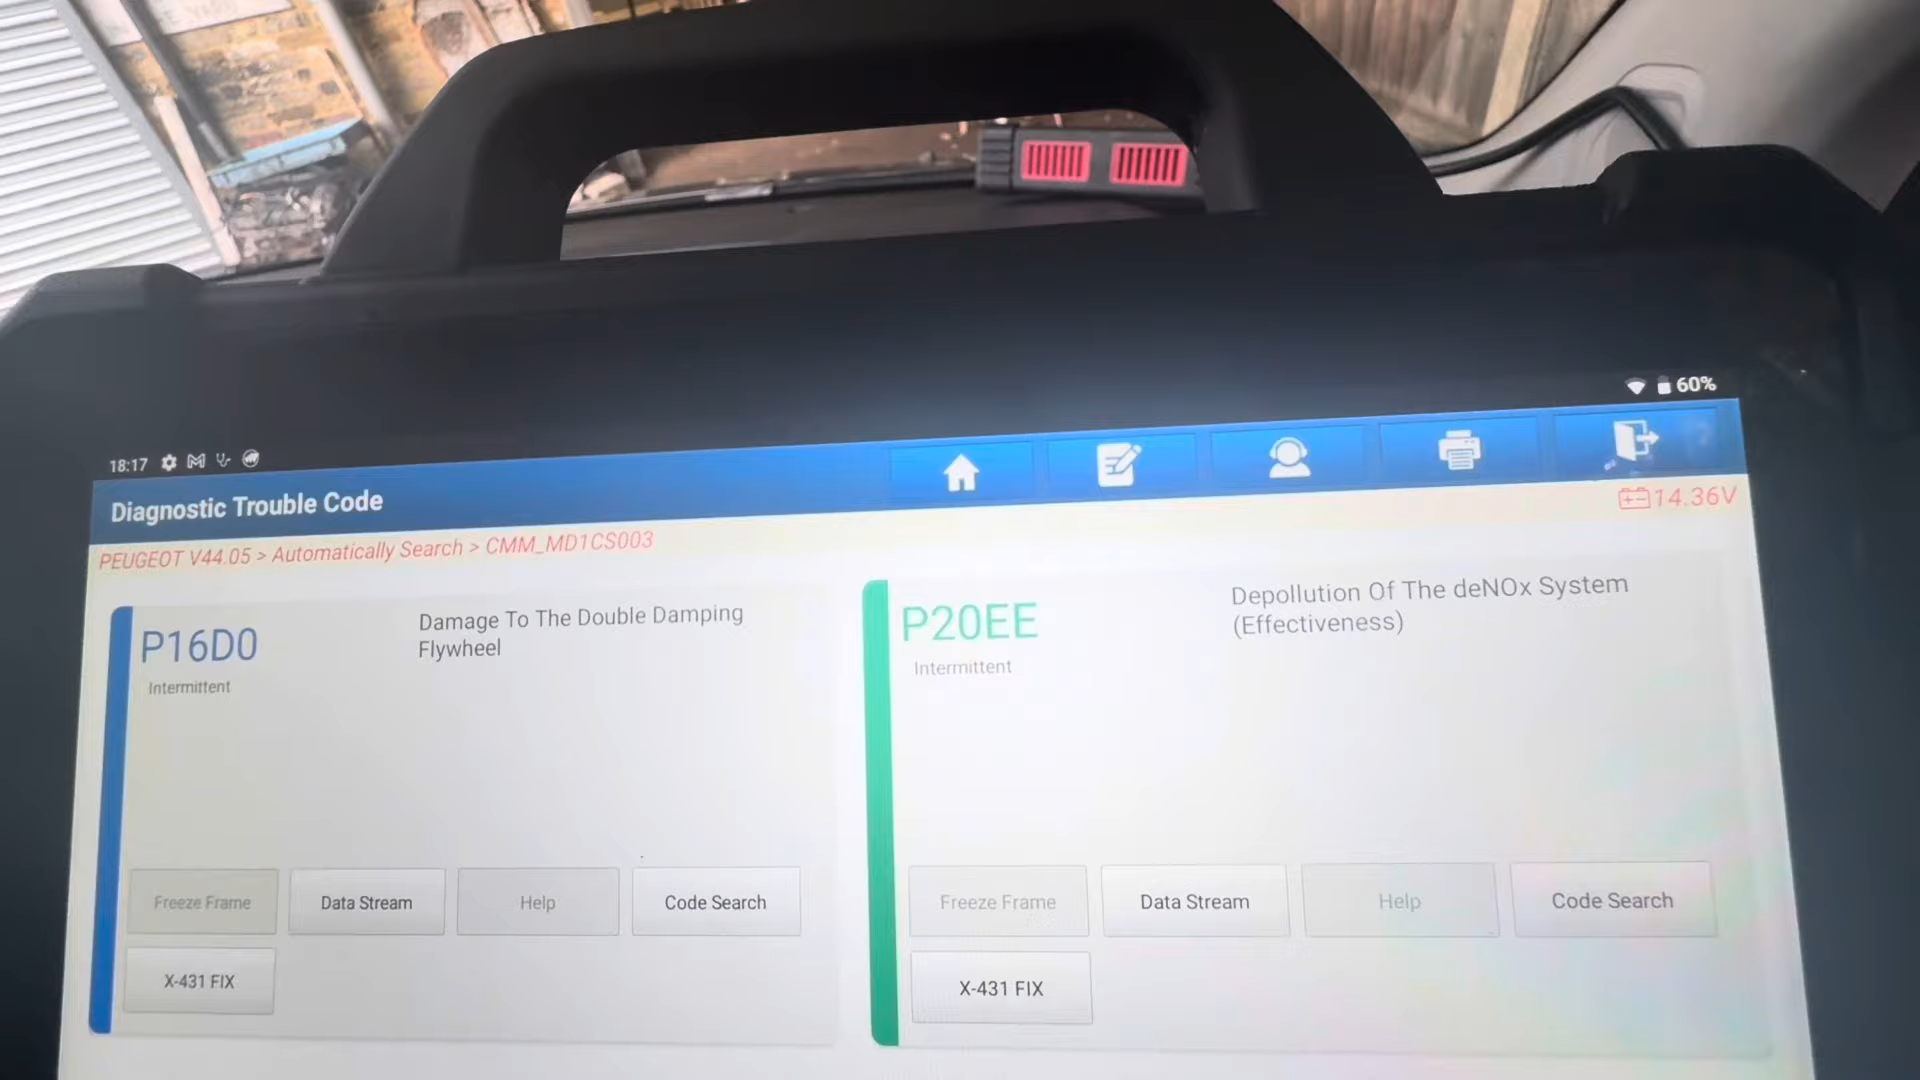 18:17
60%
Diagnostic Trouble Code
14.36V
PEUGEOT V44.05 > Automatically Search > CMM_MD1CS003
P16D0
Intermittent
Damage To The Double Damping
Flywheel
Freeze Frame
Data Stream
Help
Code Search
X-431 FIX
P20EE
Intermittent
Depollution Of The deNOx System
(Effectiveness)
Freeze Frame
Data Stream
Help
Code Search
X-431 FIX